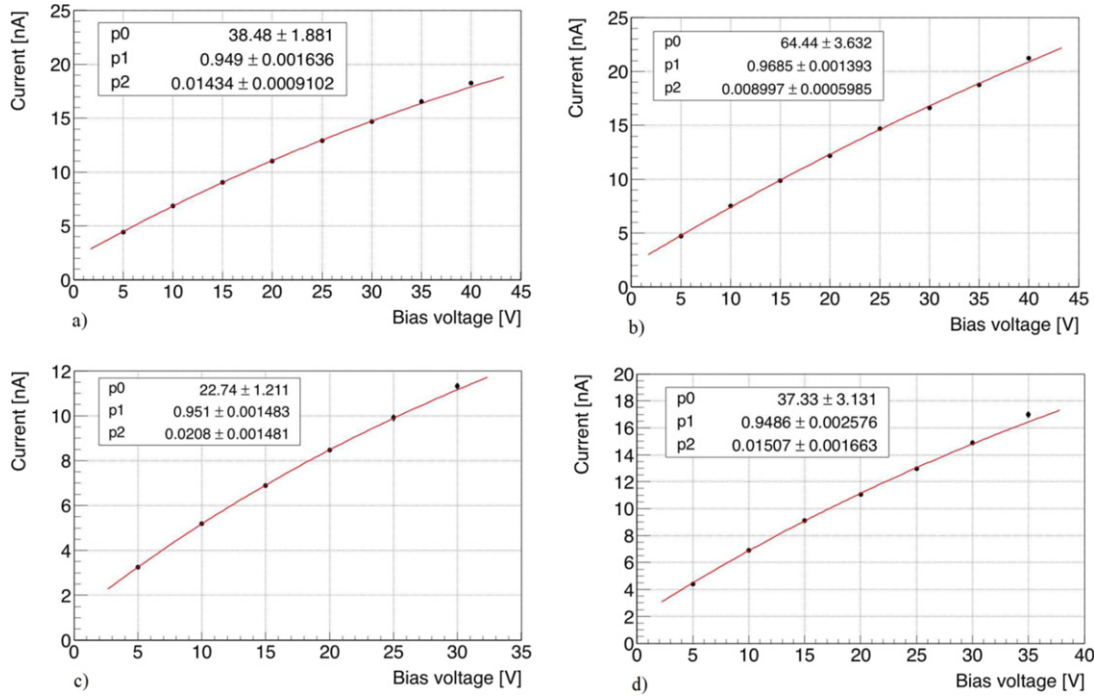 Current [nA]
25
20
15
10
5
0
p0 38.48 ± 1.881
p1 0.949 ± 0.001636
p2 0.01434 ± 0.0009102
0 5 10 15 20 25 30 35 40 45
Bias voltage [V]
a)
Current [nA]
25
20
15
10
5
0
p0 64.44 ± 3.632
p1 0.9685 ± 0.001393
p2 0.008997 ± 0.0005985
0 5 10 15 20 25 30 35 40 45
Bias voltage [V]
b)
Current [nA]
12
10
8
6
4
2
0
p0 22.74 ± 1.211
p1 0.951 ± 0.001483
p2 0.0208 ± 0.001481
0 5 10 15 20 25 30 35
Bias voltage [V]
c)
Current [nA]
20
18
16
14
12
10
8
6
4
2
0
p0 37.33 ± 3.131
p1 0.9486 ± 0.002576
p2 0.01507 ± 0.001663
0 5 10 15 20 25 30 35 40
Bias voltage [V]
d)